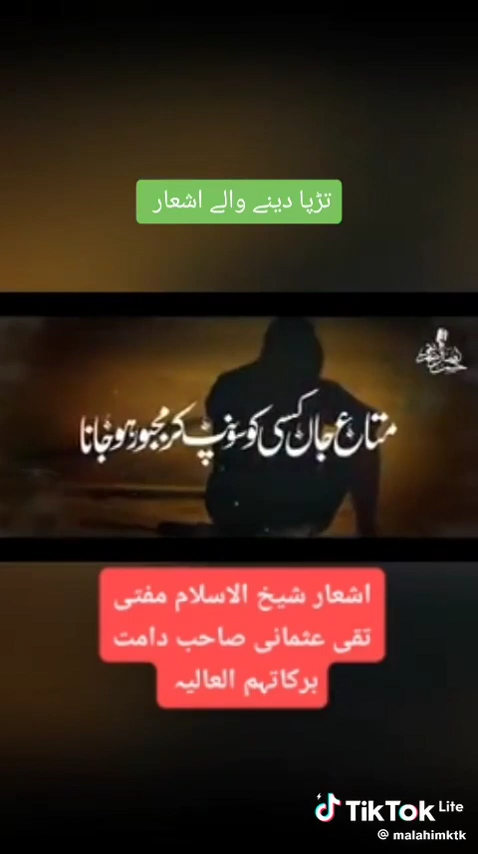 تڑپا دینے والے اشعار
متاعِ جاں کسی کو سونپ کر مجبور ہو جانا
اشعار شیخ الاسلام مفتی
تقی عثمانی صاحب دامت
برکاتہم العالیہ
TikTok Lite
@ malahimktk